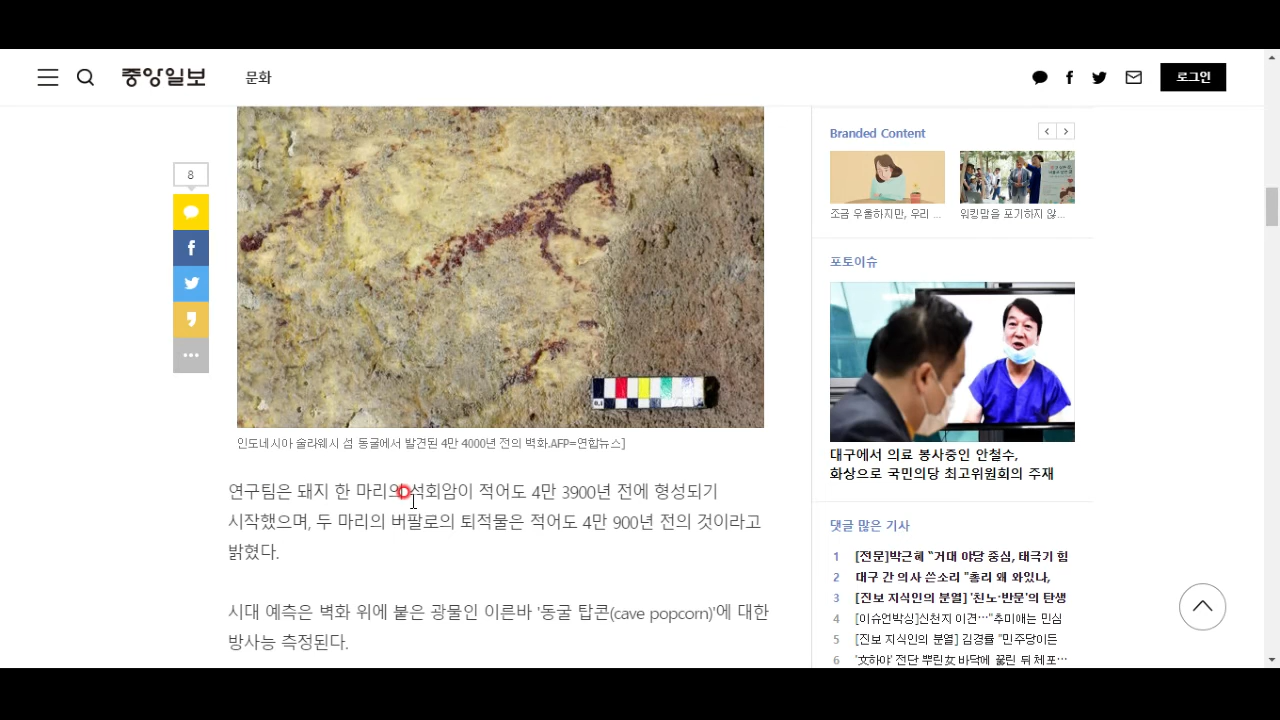 중앙일보
문화
로그인
8
Branded Content
조금 우울하지만, 우리 ...
워킹맘을 포기하지 않...
포토이슈
대구에서 의료 봉사중인 안철수,
화상으로 국민의당 최고위원회의 주재
인도네시아 술라웨시 섬 동굴에서 발견된 4만 4000년 전의 벽화.AFP=연합뉴스]
연구팀은 돼지 한 마리의 석회암이 적어도 4만 3900년 전에 형성되기
시작했으며, 두 마리의 버팔로의 퇴적물은 적어도 4만 900년 전의 것이라고
밝혔다.
시대 예측은 벽화 위에 붙은 광물인 이른바 '동굴 탑콘(cave popcorn)'에 대한
방사능 측정된다.
댓글 많은 기사
1 [전문]박근혜 “거대 야당 중심, 태극기 힘
2 대구 간 의사 쓴소리 "총리 왜 와있나,
3 [진보 지식인의 분열] '친노·반문'의 탄생
4 [이슈언박싱]신천지 이견…"추미애는 민심
5 [진보 지식인의 분열] 김경률 "민주당이든
6 '文하야' 전단 뿌린 女 바닥에 꿇린 뒤 체포…